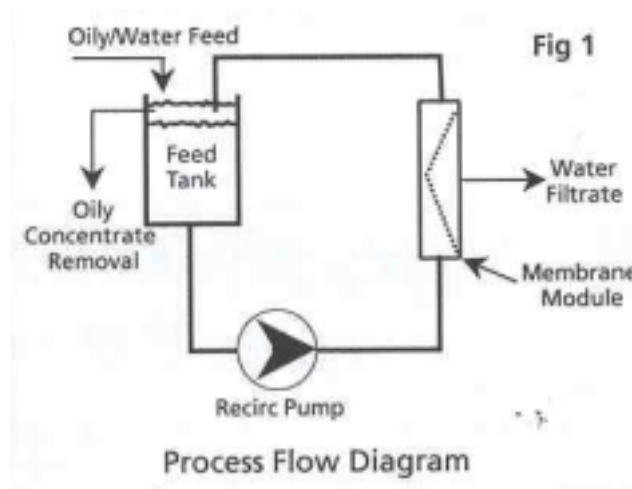 Oily/Water Feed
Fig 1
Feed
Tank
Water
Filtrate
Oily
Concentrate
Removal
Membrane
Module
Recirc Pump
Process Flow Diagram